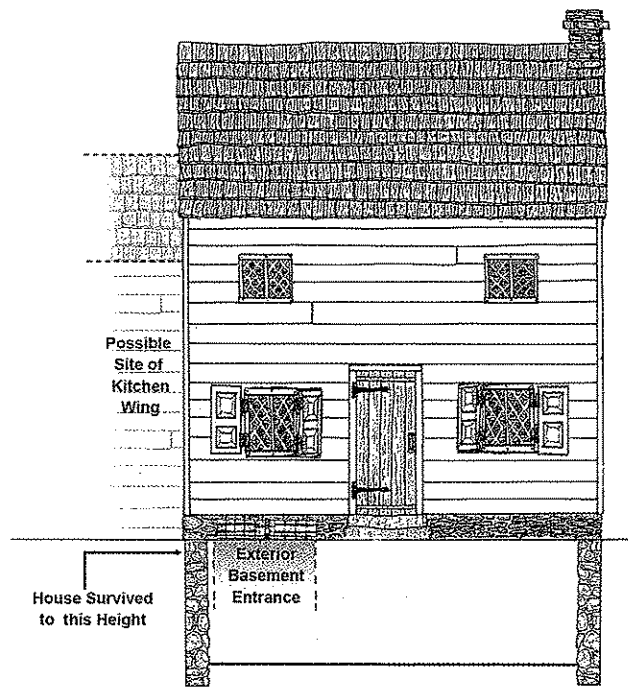 Possible
Site of
Kitchen
Wing
Exterior
Basement
Entrance
House Survived
to this Height